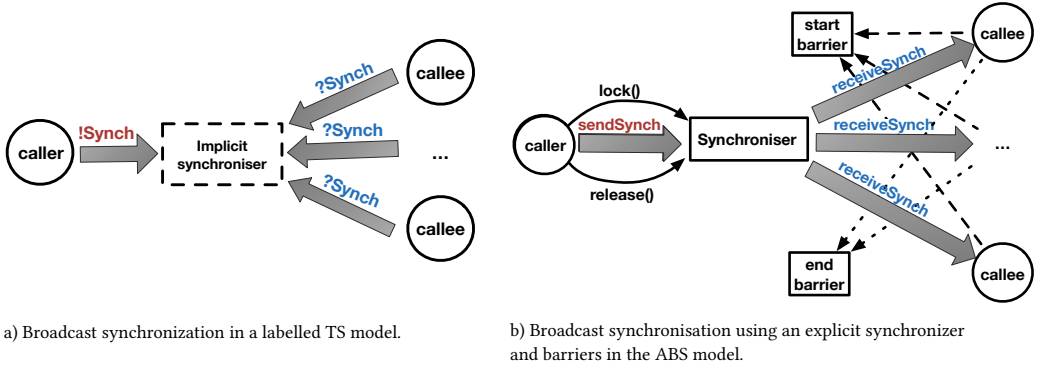 caller
!Synch
Implicit
synchroniser
?Synch
?Synch
?Synch
callee
...
callee
a) Broadcast synchronization in a labelled TS model.
start
barrier
callee
receiveSynch
lock()
caller
sendSynch
Synchroniser
receiveSynch
...
release()
receiveSynch
end
barrier
callee
b) Broadcast synchronisation using an explicit synchronizer
and barriers in the ABS model.